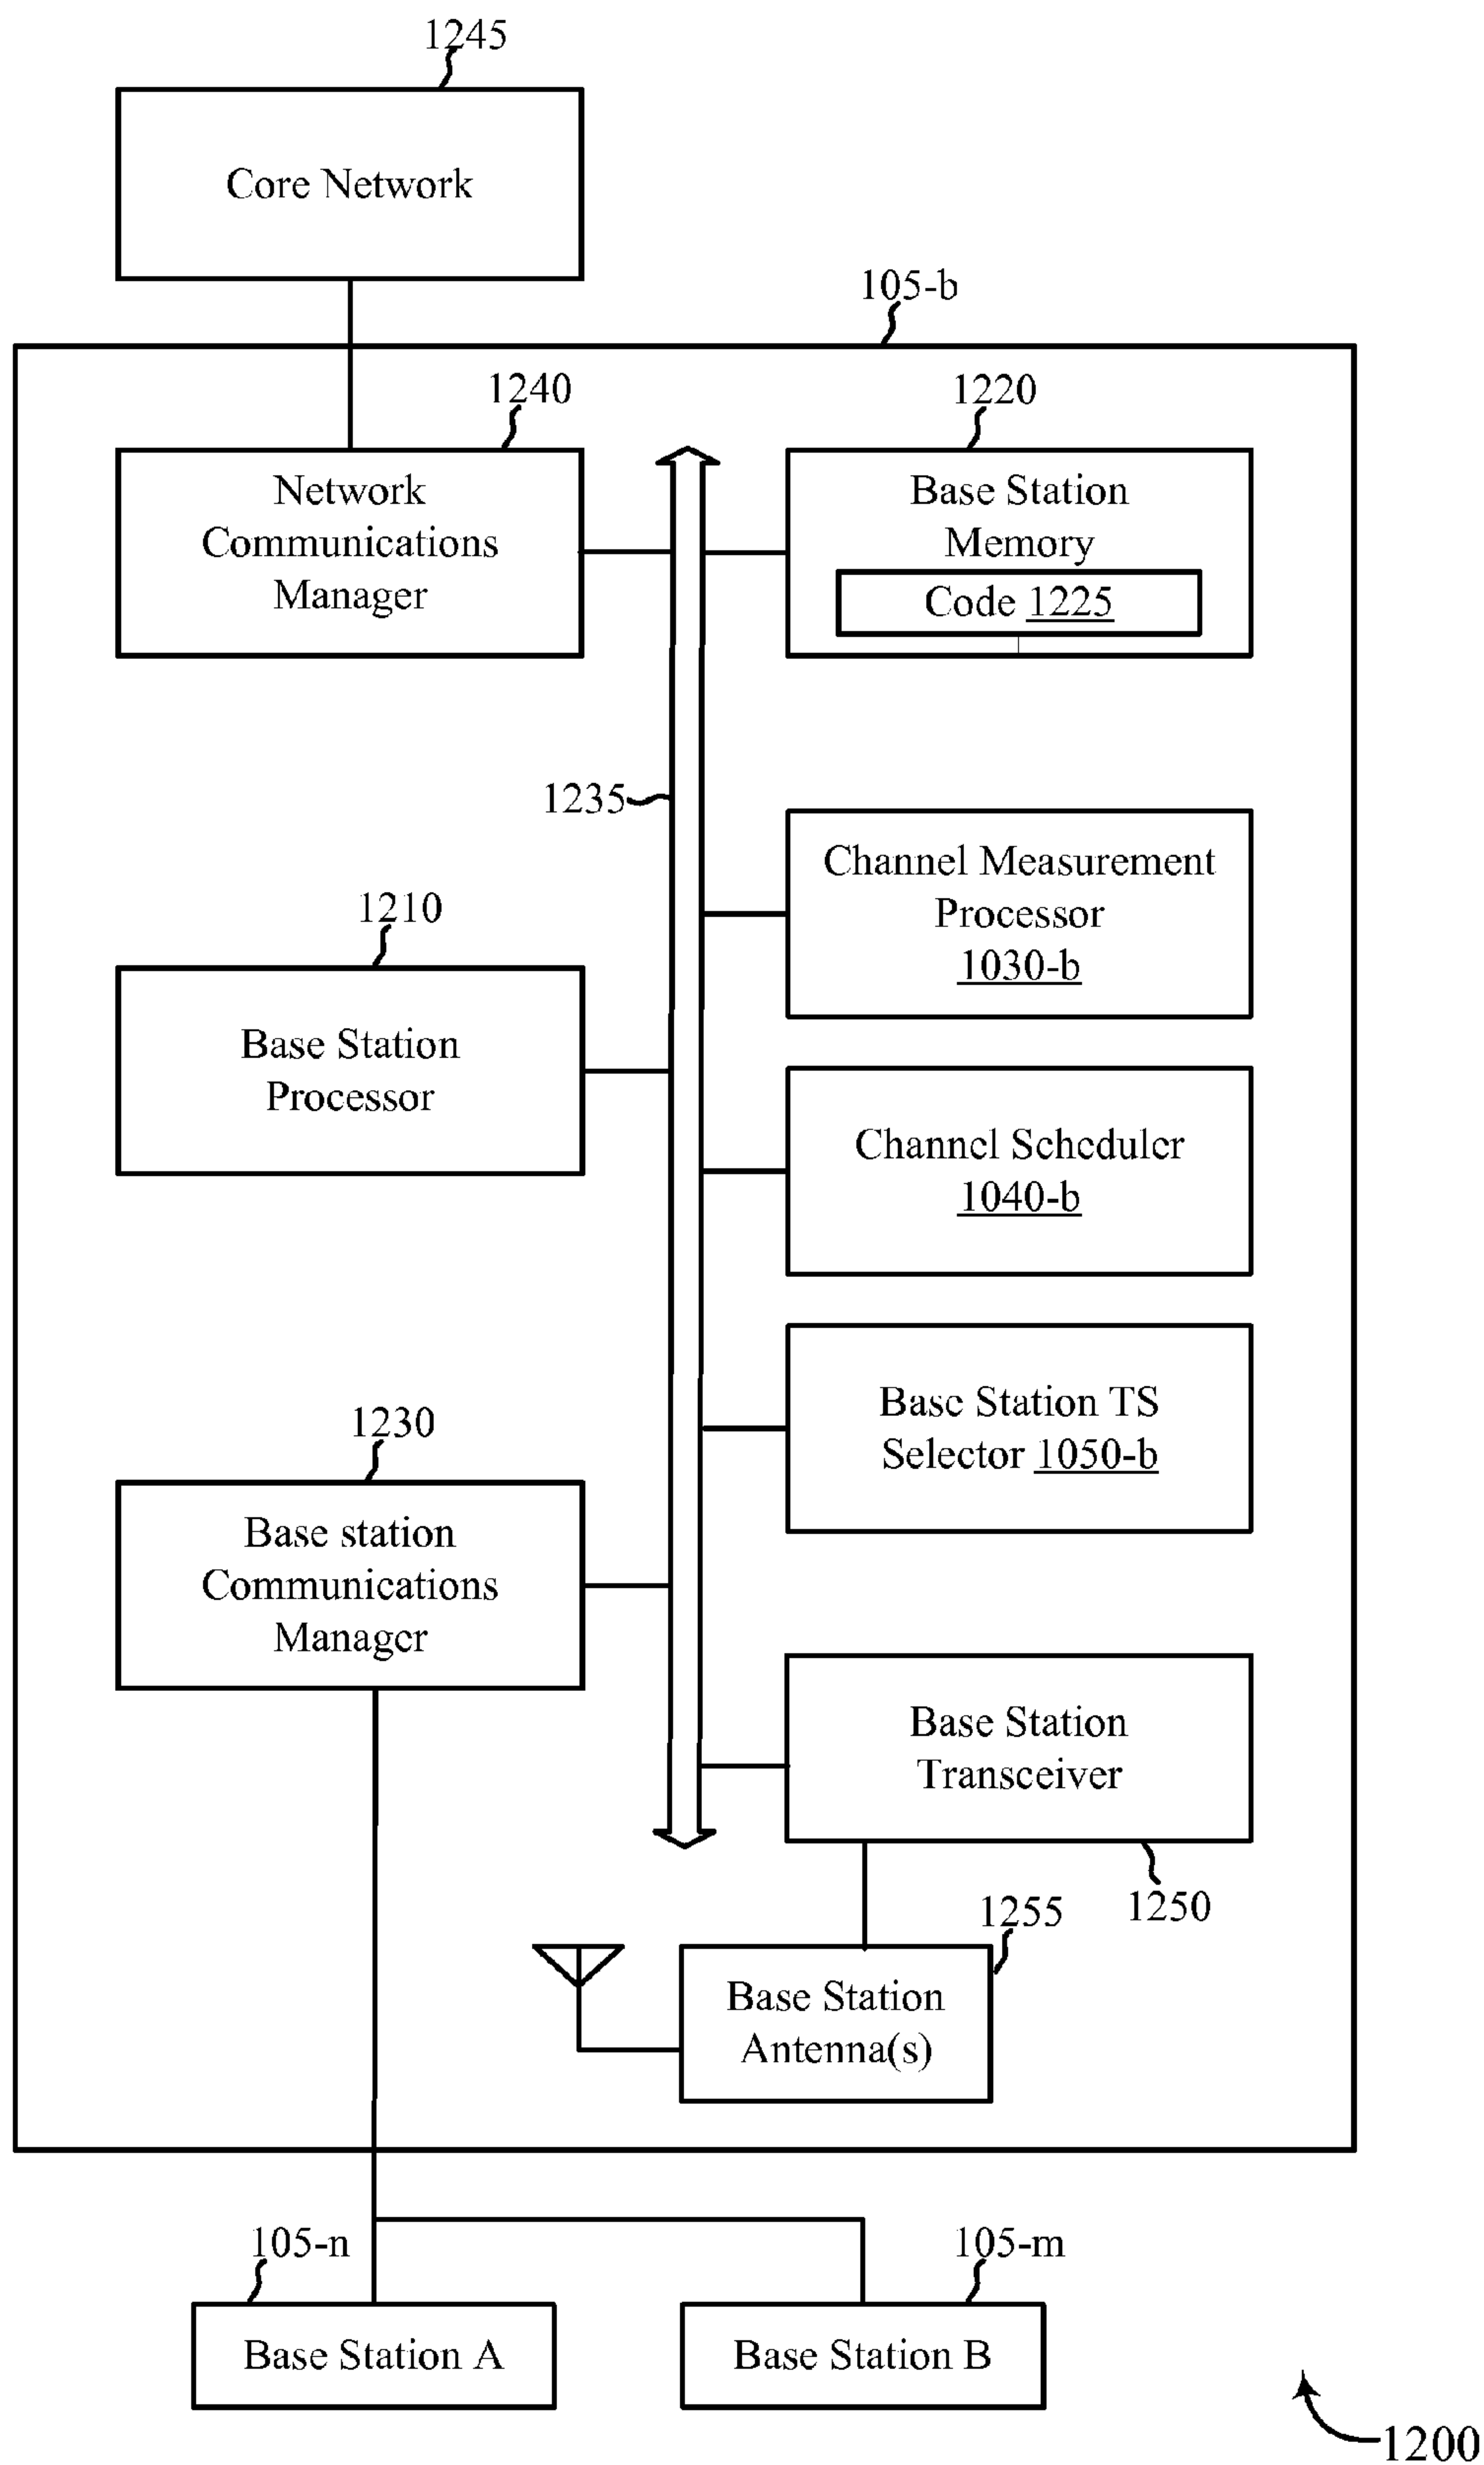 1245
Core Network
105-b
1240
1220
Network
Communications
Manager
Base Station
Memory
Code 1225
1235
Channel Measurement
Processor
1030-b
1210
Base Station
Processor
Channel Scheduler
1040-b
Base Station TS
Selector 1050-b
1230
Base station
Communications
Manager
Base Station
Transceiver
1250
1255
Base Station
Antenna(s)
105-n
105-m
Base Station A
Base Station B
1200